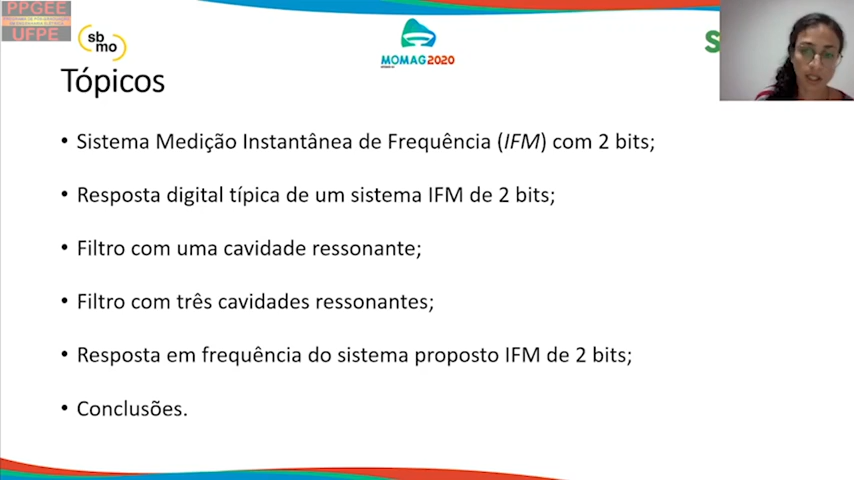 PPGEE
UFPE
sb
mo
MOMAG2020
S
Tópicos
• Sistema Medição Instantânea de Frequência (IFM) com 2 bits;
• Resposta digital típica de um sistema IFM de 2 bits;
• Filtro com uma cavidade ressonante;
• Filtro com três cavidades ressonantes;
• Resposta em frequência do sistema proposto IFM de 2 bits;
• Conclusões.